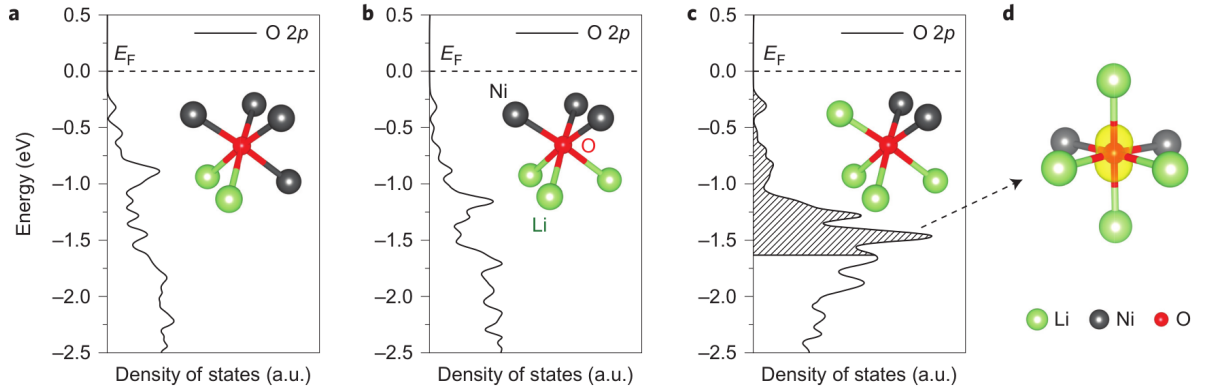 a
b
c
d
0.5
0.0
–0.5
–1.0
–1.5
–2.0
–2.5
Energy (eV)
O 2p
E_F
Density of states (a.u.)
0.5
0.0
–0.5
–1.0
–1.5
–2.0
–2.5
O 2p
E_F
Ni
O
Li
Density of states (a.u.)
0.5
0.0
–0.5
–1.0
–1.5
–2.0
–2.5
O 2p
E_F
Density of states (a.u.)
Li Ni O